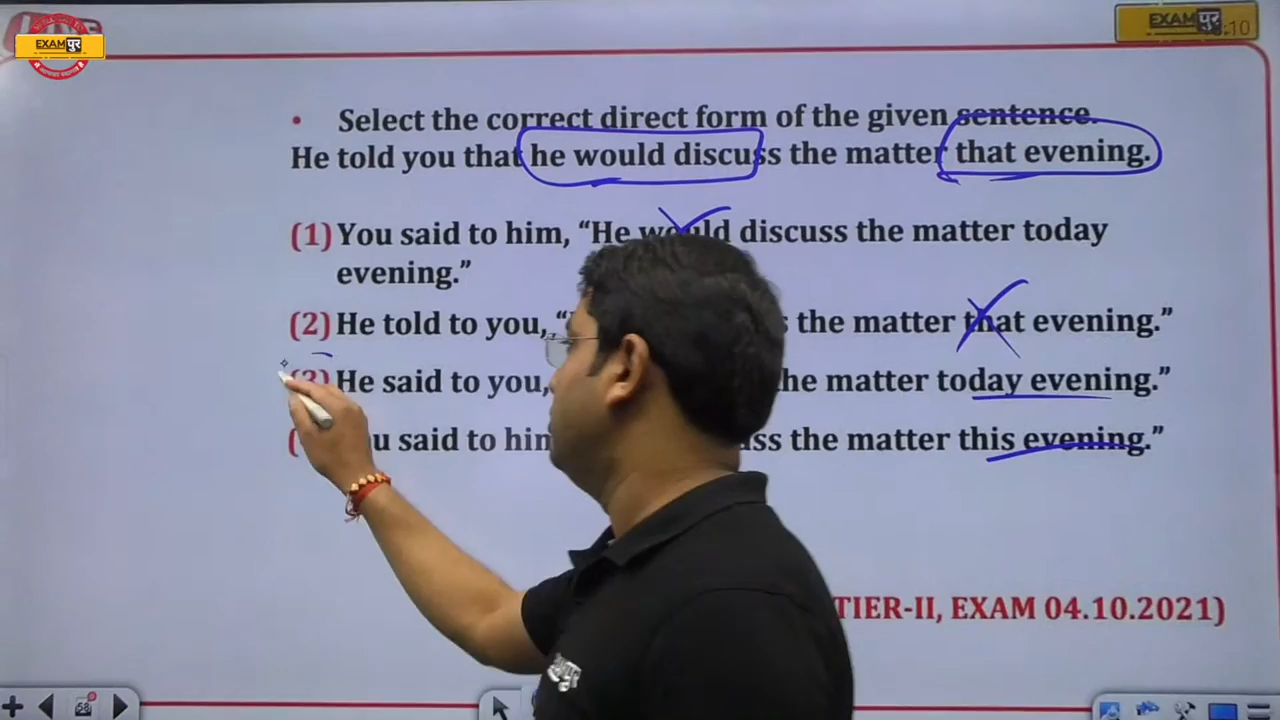 EXAMपुर
EXAMपुर
:10
• Select the correct direct form of the given sentence.
He told you that he would discuss the matter that evening.
(1) You said to him, “He would discuss the matter today
evening.”
(2) He told to you, “ the matter that evening.”
(3) He said to you, the matter today evening.”
said to him the matter this evening.”
TIER-II, EXAM 04.10.2021)
58